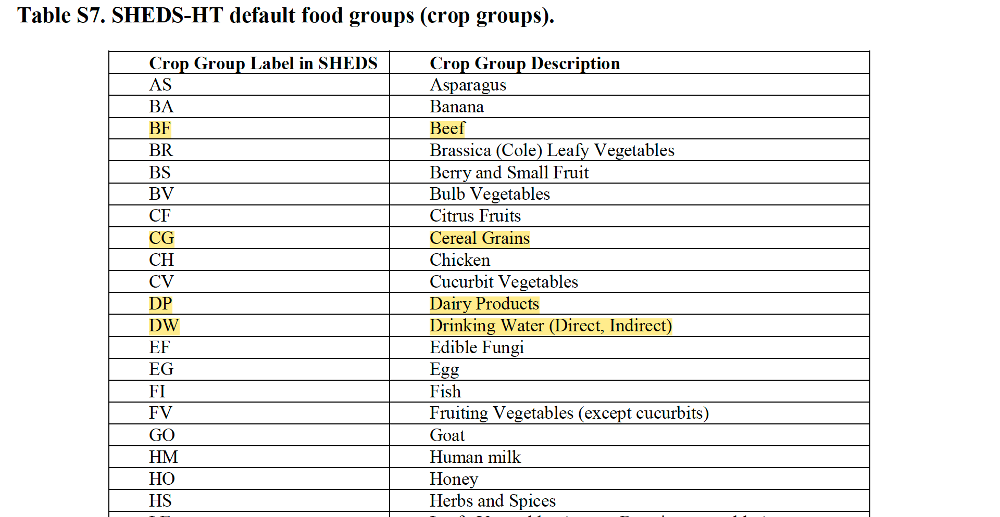 Table S7. SHEDS-HT default food groups (crop groups).
Crop Group Label in SHEDS Crop Group Description
AS Asparagus
BA Banana
BF Beef
BR Brassica (Cole) Leafy Vegetables
BS Berry and Small Fruit
BV Bulb Vegetables
CF Citrus Fruits
CG Cereal Grains
CH Chicken
CV Cucurbit Vegetables
DP Dairy Products
DW Drinking Water (Direct, Indirect)
EF Edible Fungi
EG Egg
FI Fish
FV Fruiting Vegetables (except cucurbits)
GO Goat
HM Human milk
HO Honey
HS Herbs and Spices